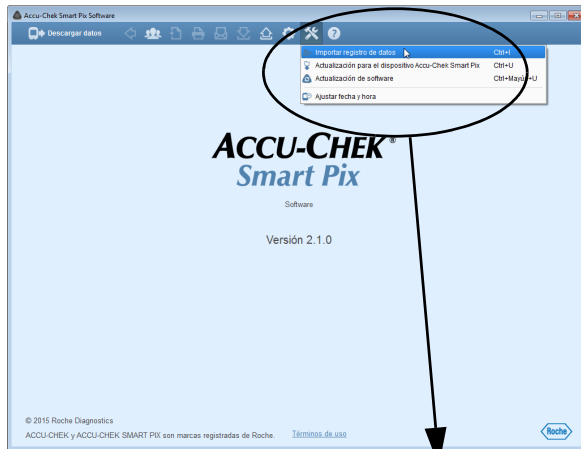 Accu-Chek Smart Pix Software
Descargar datos
Importar registro de datos Ctrl+I
Actualización para el dispositivo Accu-Chek Smart Pix Ctrl+U
Actualización de software Ctrl+Mayús+U
Ajustar fecha y hora
ACCU-CHEK®
Smart Pix
Software
Versión 2.1.0
© 2015 Roche Diagnostics
ACCU-CHEK y ACCU-CHEK SMART PIX son marcas registradas de Roche. Términos de uso
Roche